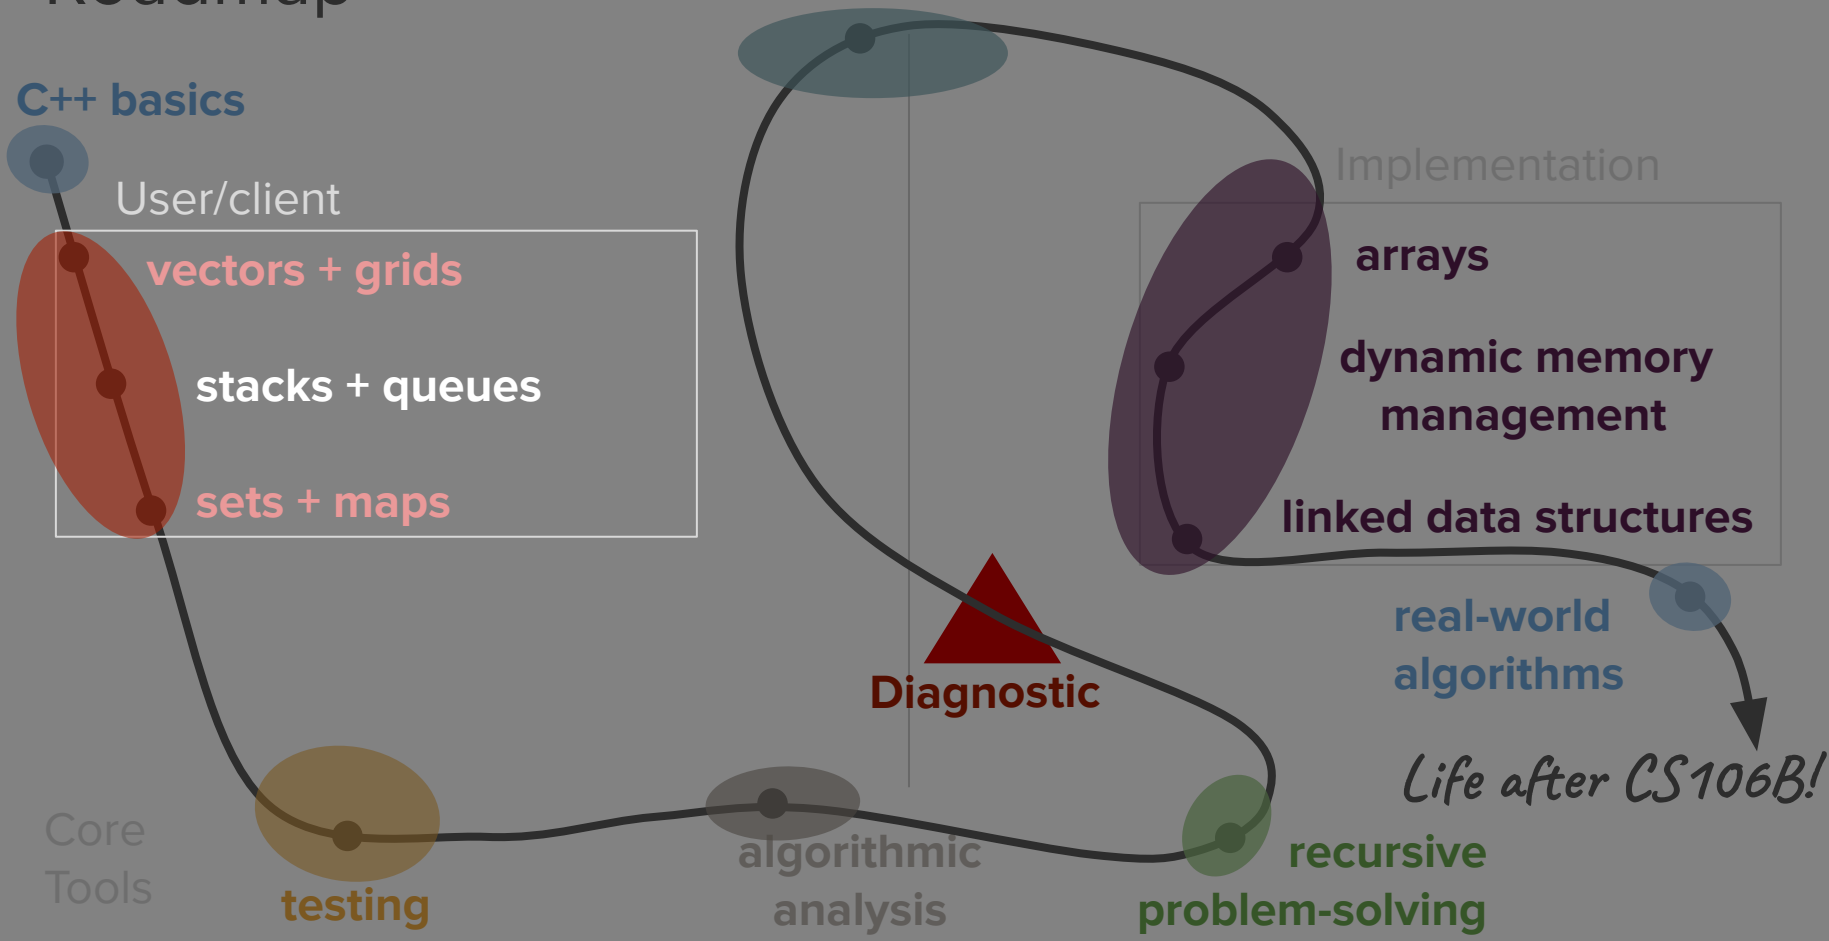 Roadmap
C++ basics
User/client
vectors + grids
stacks + queues
sets + maps
Core
Tools
testing
algorithmic
analysis
recursive
problem-solving
Diagnostic
Implementation
arrays
dynamic memory
management
linked data structures
real-world
algorithms
Life after CS106B!